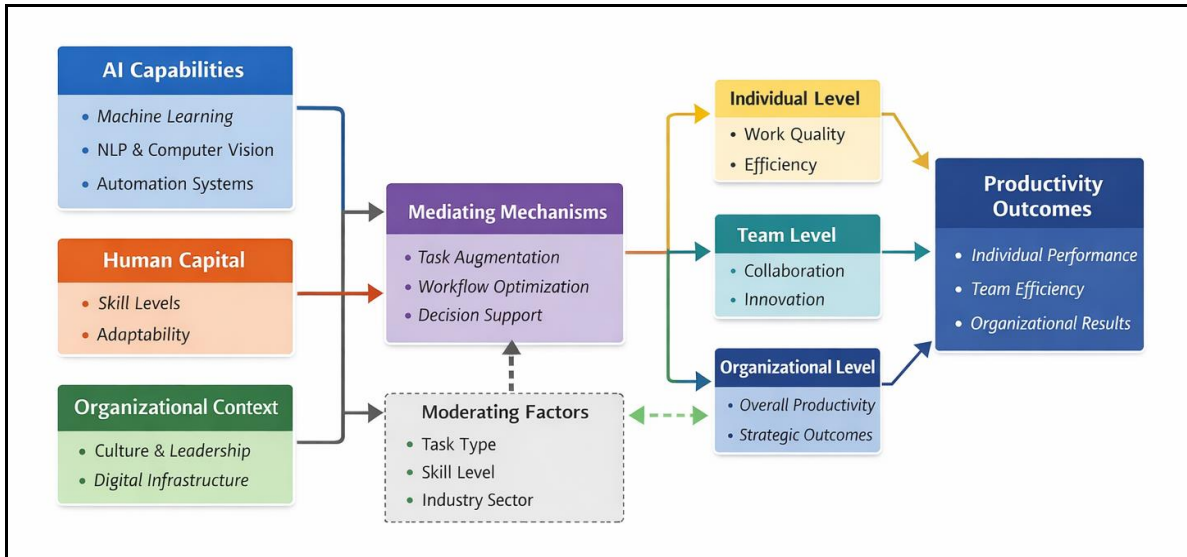 AI Capabilities
• Machine Learning
• NLP & Computer Vision
• Automation Systems
Human Capital
• Skill Levels
• Adaptability
Organizational Context
• Culture & Leadership
• Digital Infrastructure
Mediating Mechanisms
• Task Augmentation
• Workflow Optimization
• Decision Support
Moderating Factors
• Task Type
• Skill Level
• Industry Sector
Individual Level
• Work Quality
• Efficiency
Team Level
• Collaboration
• Innovation
Organizational Level
• Overall Productivity
• Strategic Outcomes
Productivity
Outcomes
• Individual Performance
• Team Efficiency
• Organizational Results